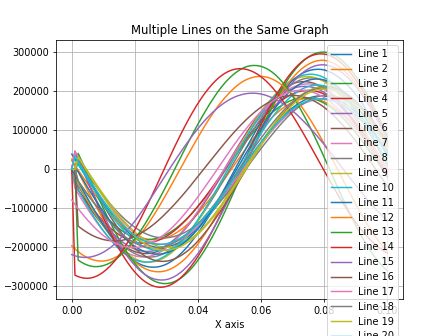 Multiple Lines on the Same Graph
300000
200000
100000
0
−100000
−200000
−300000
0.00
0.02
0.04
0.06
X axis
Line 1
Line 2
Line 3
Line 4
Line 5
Line 6
Line 7
Line 8
Line 9
Line 10
Line 11
Line 12
Line 13
Line 14
Line 15
Line 16
Line 17
Line 18
Line 19
Line 20